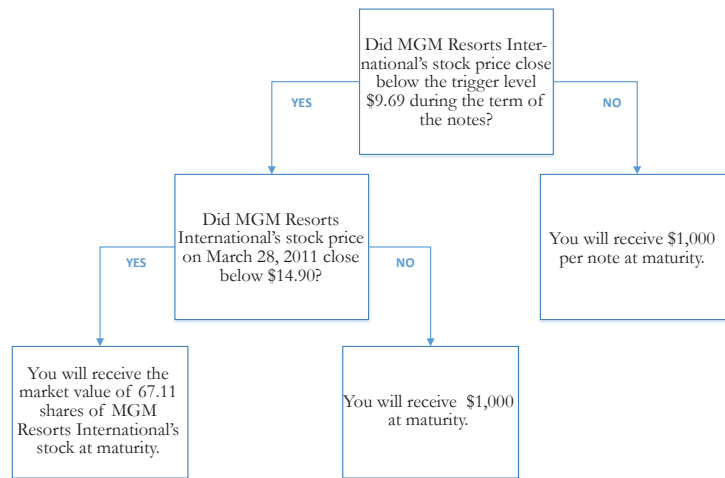 Did MGM Resorts Inter-
national's stock price close
below the trigger level
$9.69 during the term of
the notes?
YES
NO
Did MGM Resorts
International's stock price
on March 28, 2011 close
below $14.90?
You will receive $1,000
per note at maturity.
YES
NO
You will receive the
market value of 67.11
shares of MGM
Resorts International's
stock at maturity.
You will receive  $1,000
at maturity.